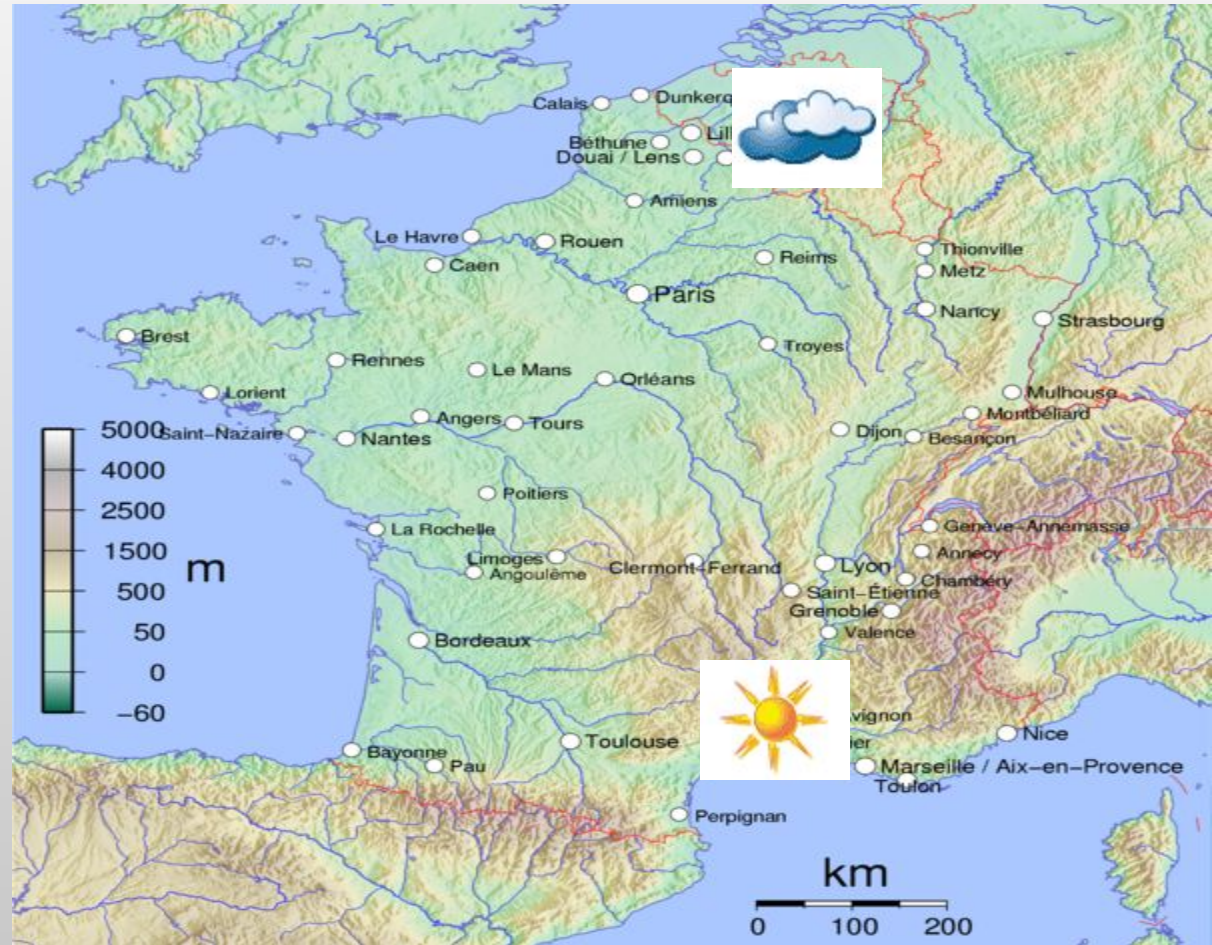 Calais
Dunkerq
Lill
Béthune
Douai / Lens
Amiens
Le Havre
Rouen
Caen
Reims
Thionville
Metz
Paris
Nancy
Strasbourg
Brest
Troyes
Rennes
Le Mans
Orléans
Lorient
Mulhouse
Montbéliard
Angers
Tours
Saint-Nazaire
Nantes
Dijon
Besançon
Poitiers
La Rochelle
Genève-Annemasse
Limoges
Angoulême
Clermont-Ferrand
Lyon
Annecy
Chambéry
Saint-Étienne
Grenoble
Valence
Bordeaux
Avignon
ier
Nice
Toulouse
Bayonne
Pau
Marseille / Aix-en-Provence
Toulon
Perpignan
5000
4000
2500
1500
500
50
0
-60
m
km
0 100 200